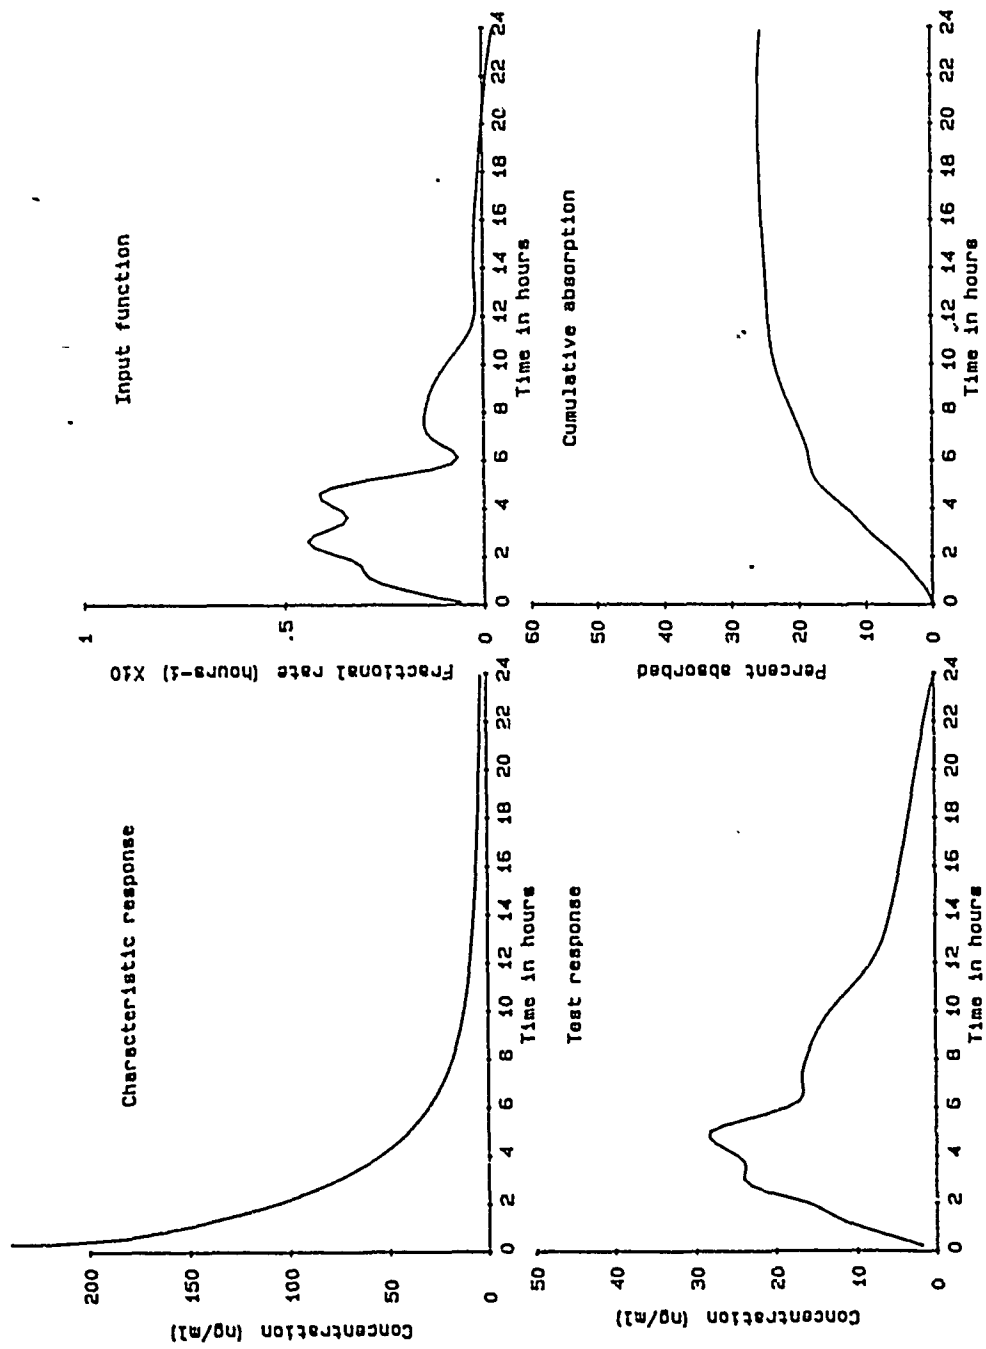 Characteristic response
Concentration (ng/ml)
200
150
100
50
0
0 2 4 6 8 10 12 14 16 18 20 22 24
Time in hours
Input function
Fractional rate (hours-1) X10
1
.5
0
0 2 4 6 8 10 12 14 16 18 20 22 24
Time in hours
Test response
Concentration (ng/ml)
50
40
30
20
10
0
0 2 4 6 8 10 12 14 16 18 20 22 24
Time in hours
Cumulative absorption
Percent absorbed
60
50
40
30
20
10
0
0 2 4 6 8 10 12 14 16 18 20 22 24
Time in hours